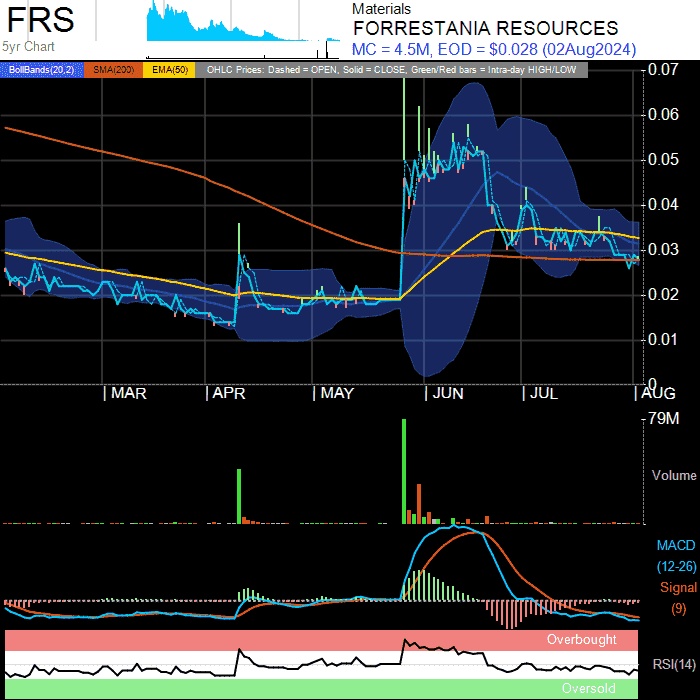 FRS
5yr Chart
Materials
FORRESTANIA RESOURCES
MC = 4.5M, EOD = $0.028 (02Aug2024)
BollBands(20,2) SMA(200) EMA(50) OHLC Prices: Dashed = OPEN, Solid = CLOSE, Green/Red bars = Intra-day HIGH/LOW
0.07
0.06
0.05
0.04
0.03
0.02
0.01
0
MAR APR MAY JUN JUL AUG
79M
Volume
MACD
(12-26)
Signal
(9)
Overbought
RSI(14)
Oversold